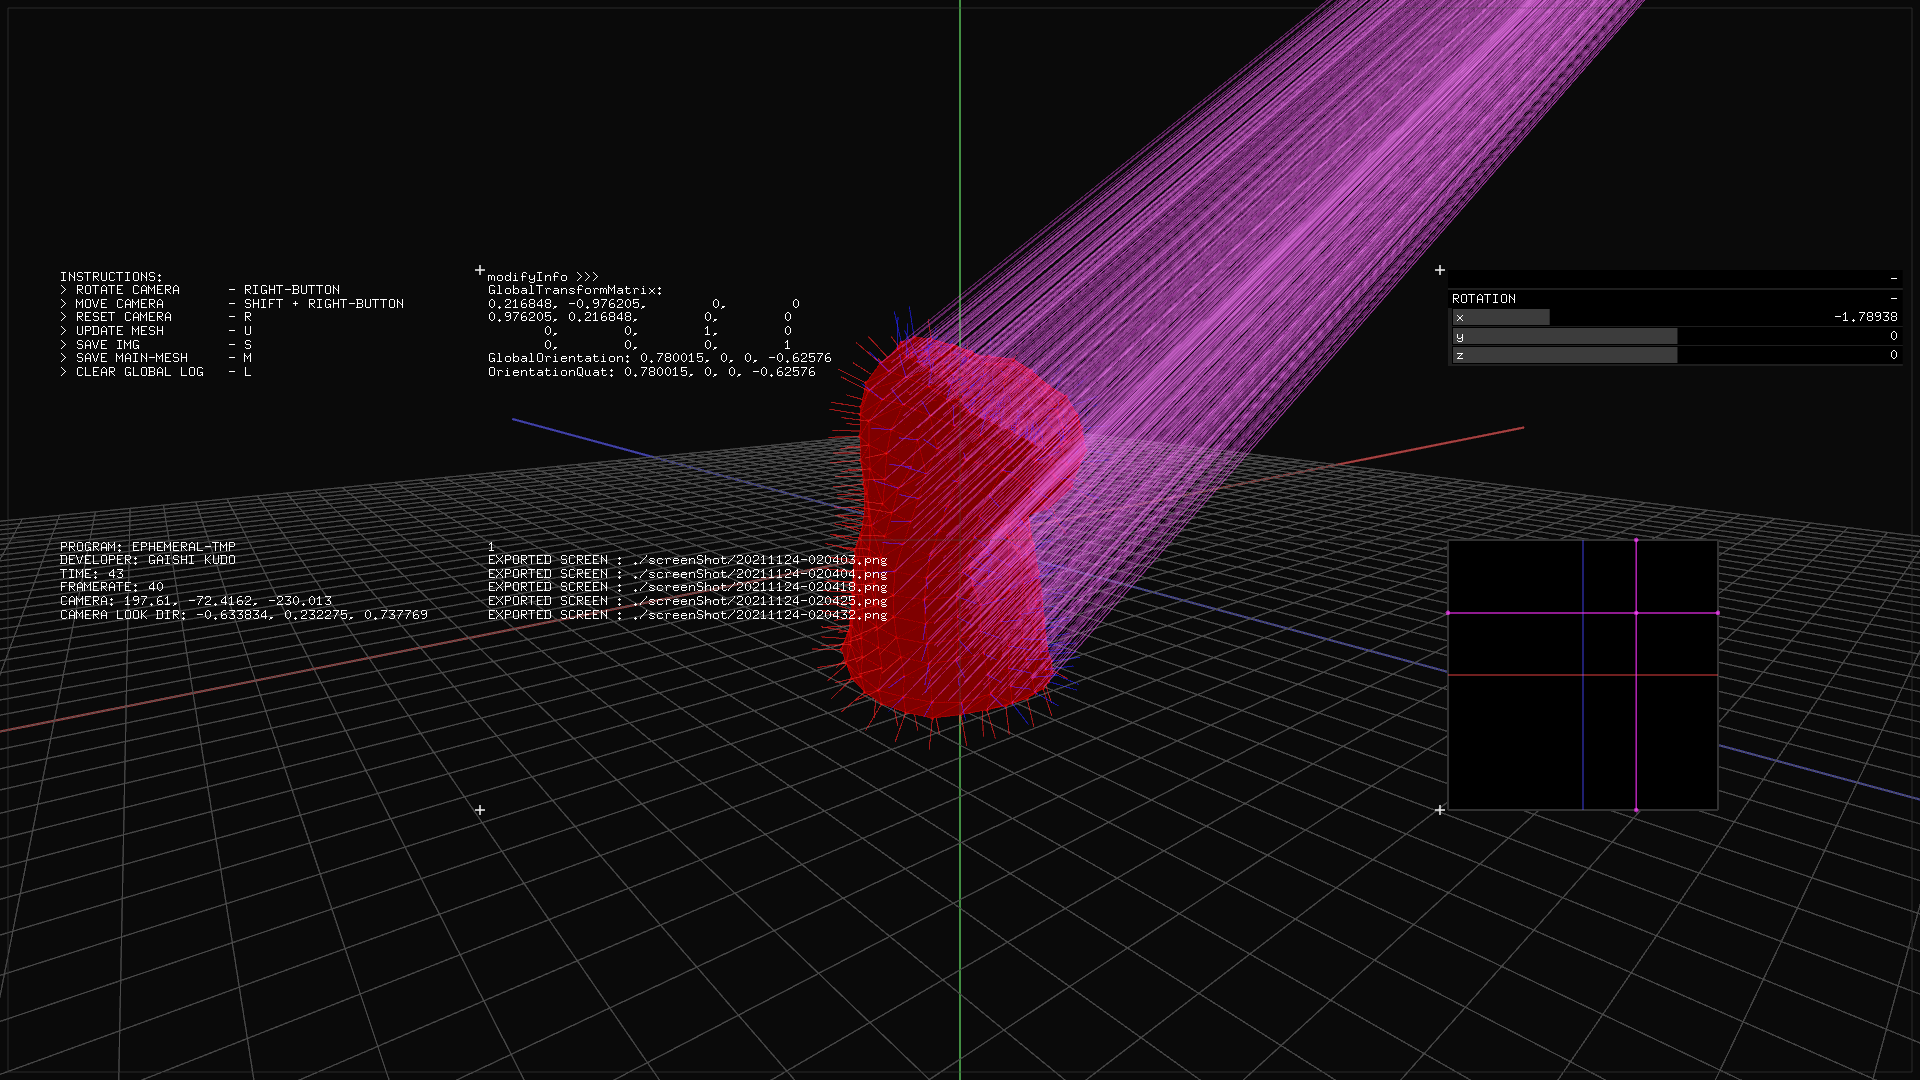 INSTRUCTIONS:
> ROTATE CAMERA - RIGHT-BUTTON
> MOVE CAMERA - SHIFT + RIGHT-BUTTON
> RESET CAMERA - R
> UPDATE MESH - U
> SAVE IMG - S
> SAVE MAIN-MESH - M
> CLEAR GLOBAL LOG - L
modifyInfo >>>
GlobalTransformMatrix:
0.216848, -0.976205, 0, 0
0.976205, 0.216848, 0, 0
0, 0, 1, 0
0, 0, 0, 1
GlobalOrientation: 0.780015, 0, 0, -0.62576
OrientationQuat: 0.780015, 0, 0, -0.62576
-
ROTATION -
x -1.78938
y 0
z 0
PROGRAM: EPHEMERAL-TMP
DEVELOPER: GAISHI KUDO
TIME: 43
FRAMERATE: 40
CAMERA: 197.61, -72.4162, -230.013
CAMERA LOOK DIR: -0.633834, 0.232275, 0.737769
1
EXPORTED SCREEN : ./screenShot/20211124-020403.png
EXPORTED SCREEN : ./screenShot/20211124-020404.png
EXPORTED SCREEN : ./screenShot/20211124-020418.png
EXPORTED SCREEN : ./screenShot/20211124-020425.png
EXPORTED SCREEN : ./screenShot/20211124-020432.png